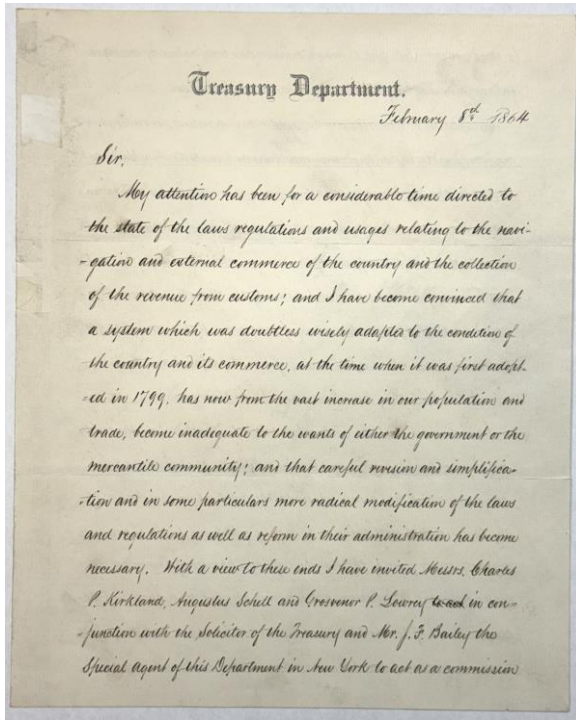 Treasury Department.
February 8th 1864
Sir,
My attention has been for a considerable time directed to
the state of the laws regulations and usages relating to the navi-
-gation and external commerce of the country and the collection
of the revenue from customs; and I have become convinced that
a system which was doubtless wisely adapted to the condition of
the country and its commerce, at the time when it was first adopt-
-ed in 1799, has now from the vast increase in our population and
trade, become inadequate to the wants of either the government or the
mercantile community; and that careful revision and simplifica-
-tion and in some particulars more radical modification of the laws
and regulations as well as reform in their administration has become
necessary. With a view to these ends I have invited Messrs. Charles
P. Kirkland, Augustus Schell and Grosvenor P. Lowrey to act in con-
-junction with the Solicitor of the Treasury and Mr. J. F. Bailey the
Special agent of this Department in New York to act as a commission